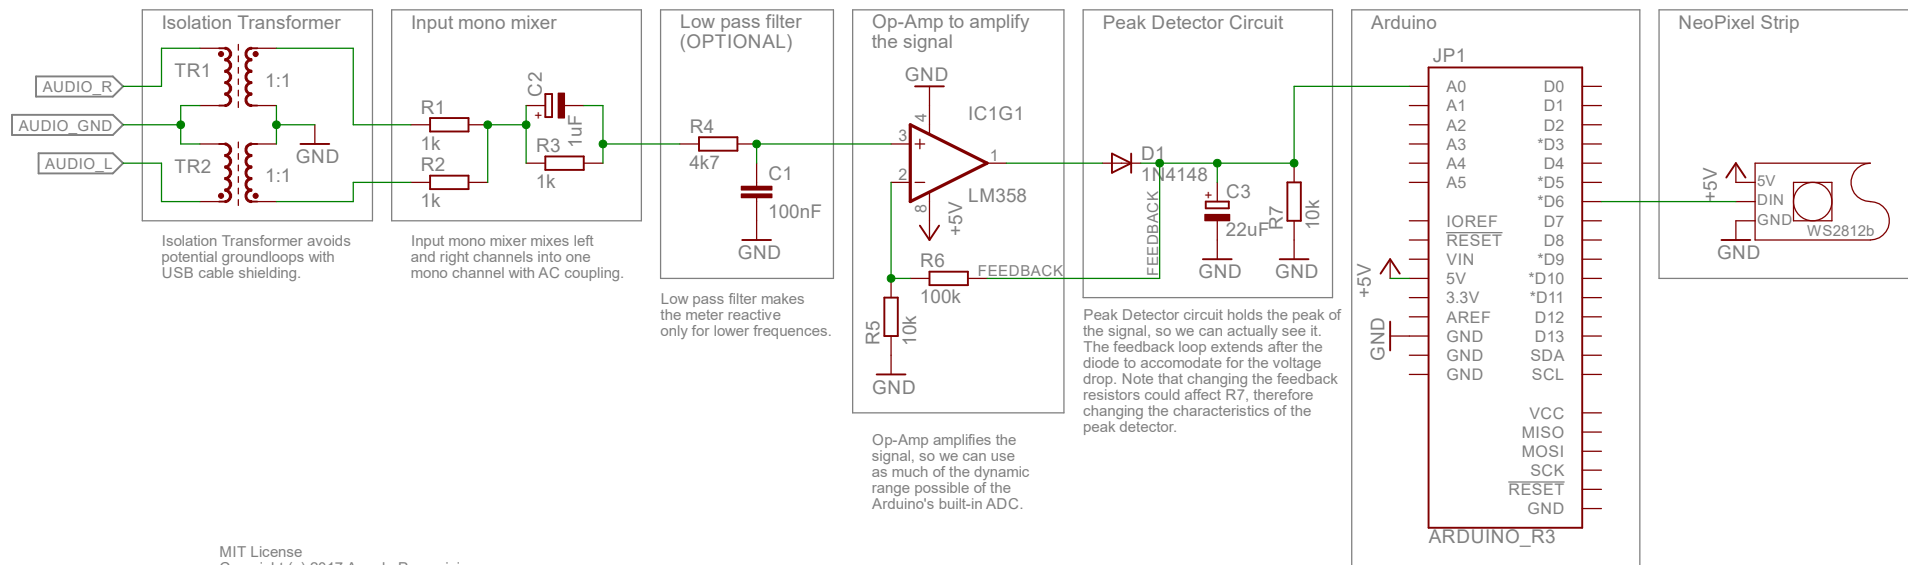 Isolation Transformer
TR1
1:1
AUDIO_R
AUDIO_GND
AUDIO_L
TR2
1:1
GND
Isolation Transformer avoids
potential groundloops with
USB cable shielding.
Input mono mixer
R1
1k
R2
1k
C2
+
1uF
R3
1k
Input mono mixer mixes left
and right channels into one
mono channel with AC coupling.
Low pass filter
(OPTIONAL)
R4
4k7
C1
100nF
GND
Low pass filter makes
the meter reactive
only for lower frequences.
Op-Amp to amplify
the signal
GND
4
IC1G1
3
+
1
2
−
8
LM358
+5V
R6
100k
FEEDBACK
R5
10k
GND
Op-Amp amplifies the
signal, so we can use
as much of the dynamic
range possible of the
Arduino's built-in ADC.
Peak Detector Circuit
D1
1N4148
FEEDBACK
+
C3
22uF
R7
10k
GND
GND
Peak Detector circuit holds the peak of
the signal, so we can actually see it.
The feedback loop extends after the
diode to accomodate for the voltage
drop. Note that changing the feedback
resistors could affect R7, therefore
changing the characteristics of the
peak detector.
Arduino
JP1
A0 D0
A1 D1
A2 D2
A3 *D3
A4 D4
A5 *D5
*D6
IOREF D7
RESET D8
VIN *D9
5V *D10
3.3V *D11
AREF D12
GND D13
GND SDA
GND SCL
VCC
MISO
MOSI
SCK
RESET
GND
+5V
GND
ARDUINO_R3
NeoPixel Strip
+5V
5V
DIN
GND
GND
WS2812b
MIT License